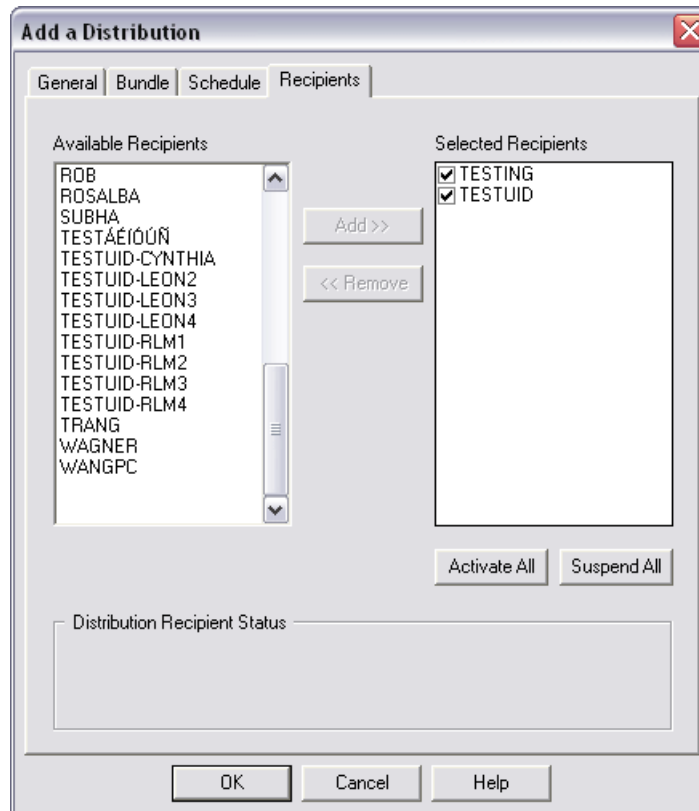 Add a Distribution
General Bundle Schedule Recipients
Available Recipients
ROB
ROSALBA
SUBHA
TESTÁÉÍÓÚÑ
TESTUID-CYNTHIA
TESTUID-LEON2
TESTUID-LEON3
TESTUID-LEON4
TESTUID-RLM1
TESTUID-RLM2
TESTUID-RLM3
TESTUID-RLM4
TRANG
WAGNER
WANGPC
Add >>
<< Remove
Selected Recipients
TESTING
TESTUID
Activate All Suspend All
Distribution Recipient Status
OK Cancel Help